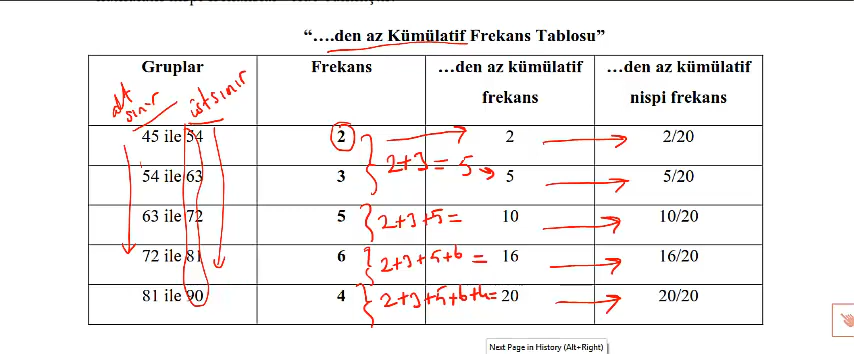 “….den az Kümülatif Frekans Tablosu”
Gruplar Frekans …den az kümülatif frekans …den az kümülatif nispi frekans
alt sınır üst sınır
45 ile 54 2 2 2/20
54 ile 63 3 2+3= 5 5 5/20
63 ile 72 5 2+3+5= 10 10/20
72 ile 81 6 2+3+5+6 = 16 16/20
81 ile 90 4 2+3+5+6+4= 20 20/20
Next Page in History (Alt+Right)